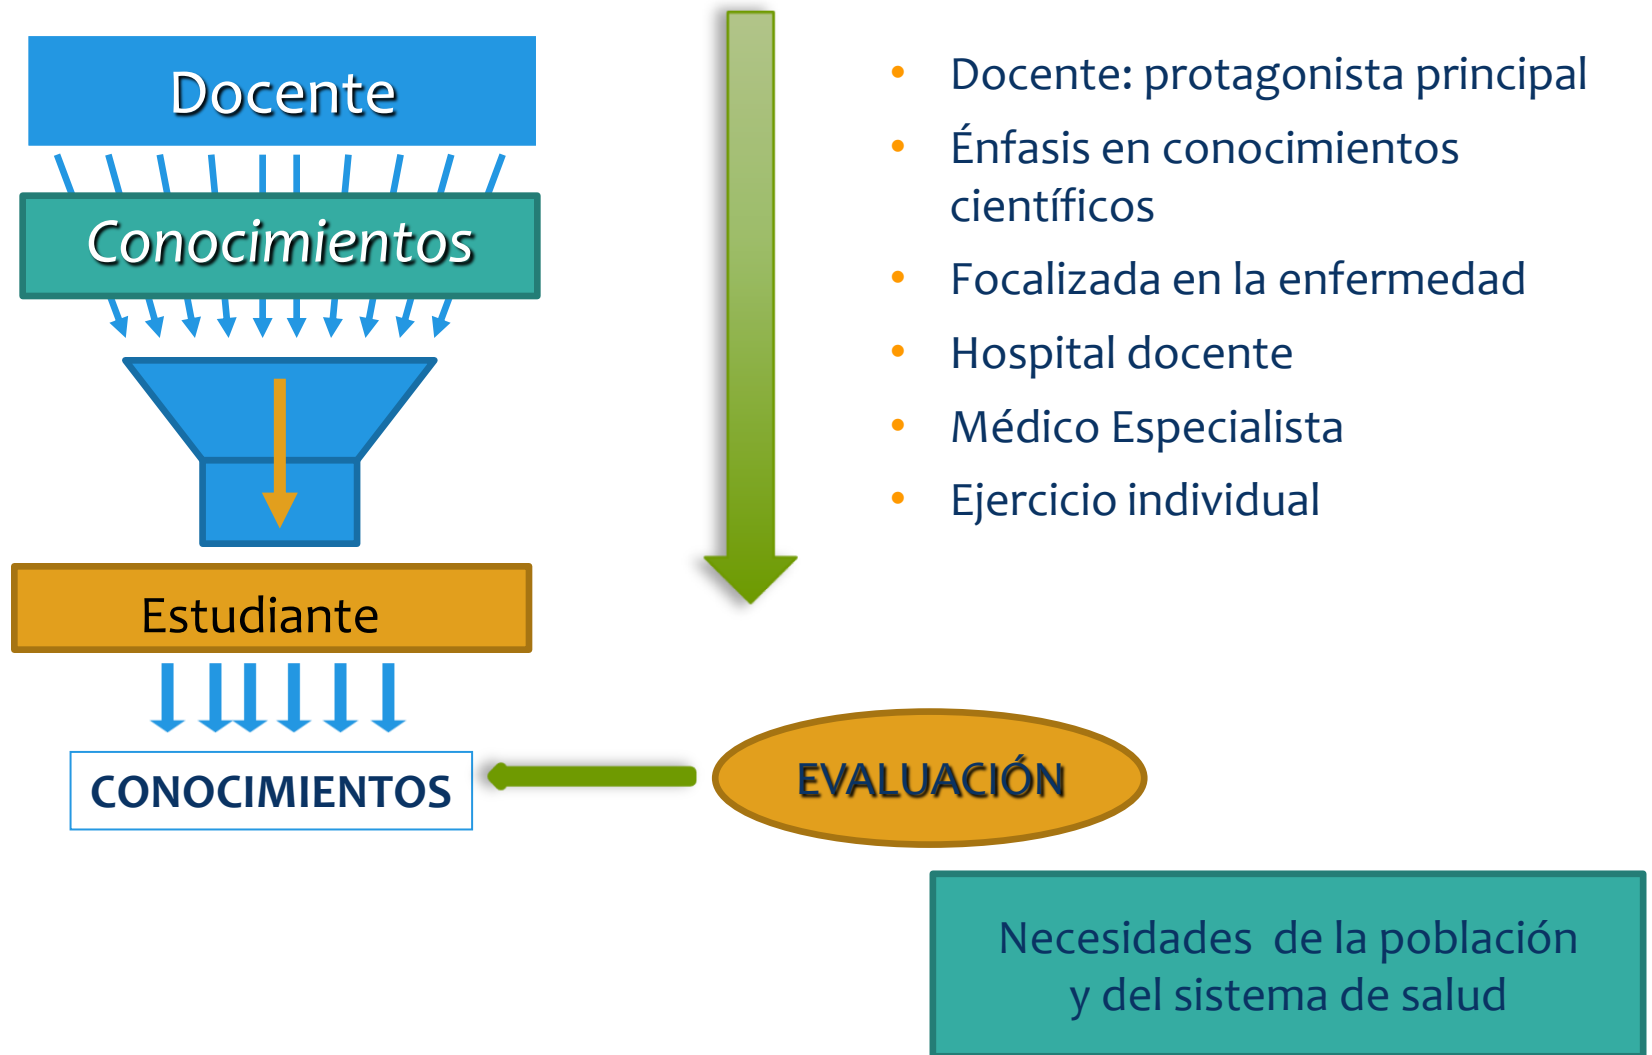 Docente
Conocimientos
Estudiante
CONOCIMIENTOS
• Docente: protagonista principal
• Énfasis en conocimientos
científicos
• Focalizada en la enfermedad
• Hospital docente
• Médico Especialista
• Ejercicio individual
EVALUACIÓN
Necesidades de la población
y del sistema de salud